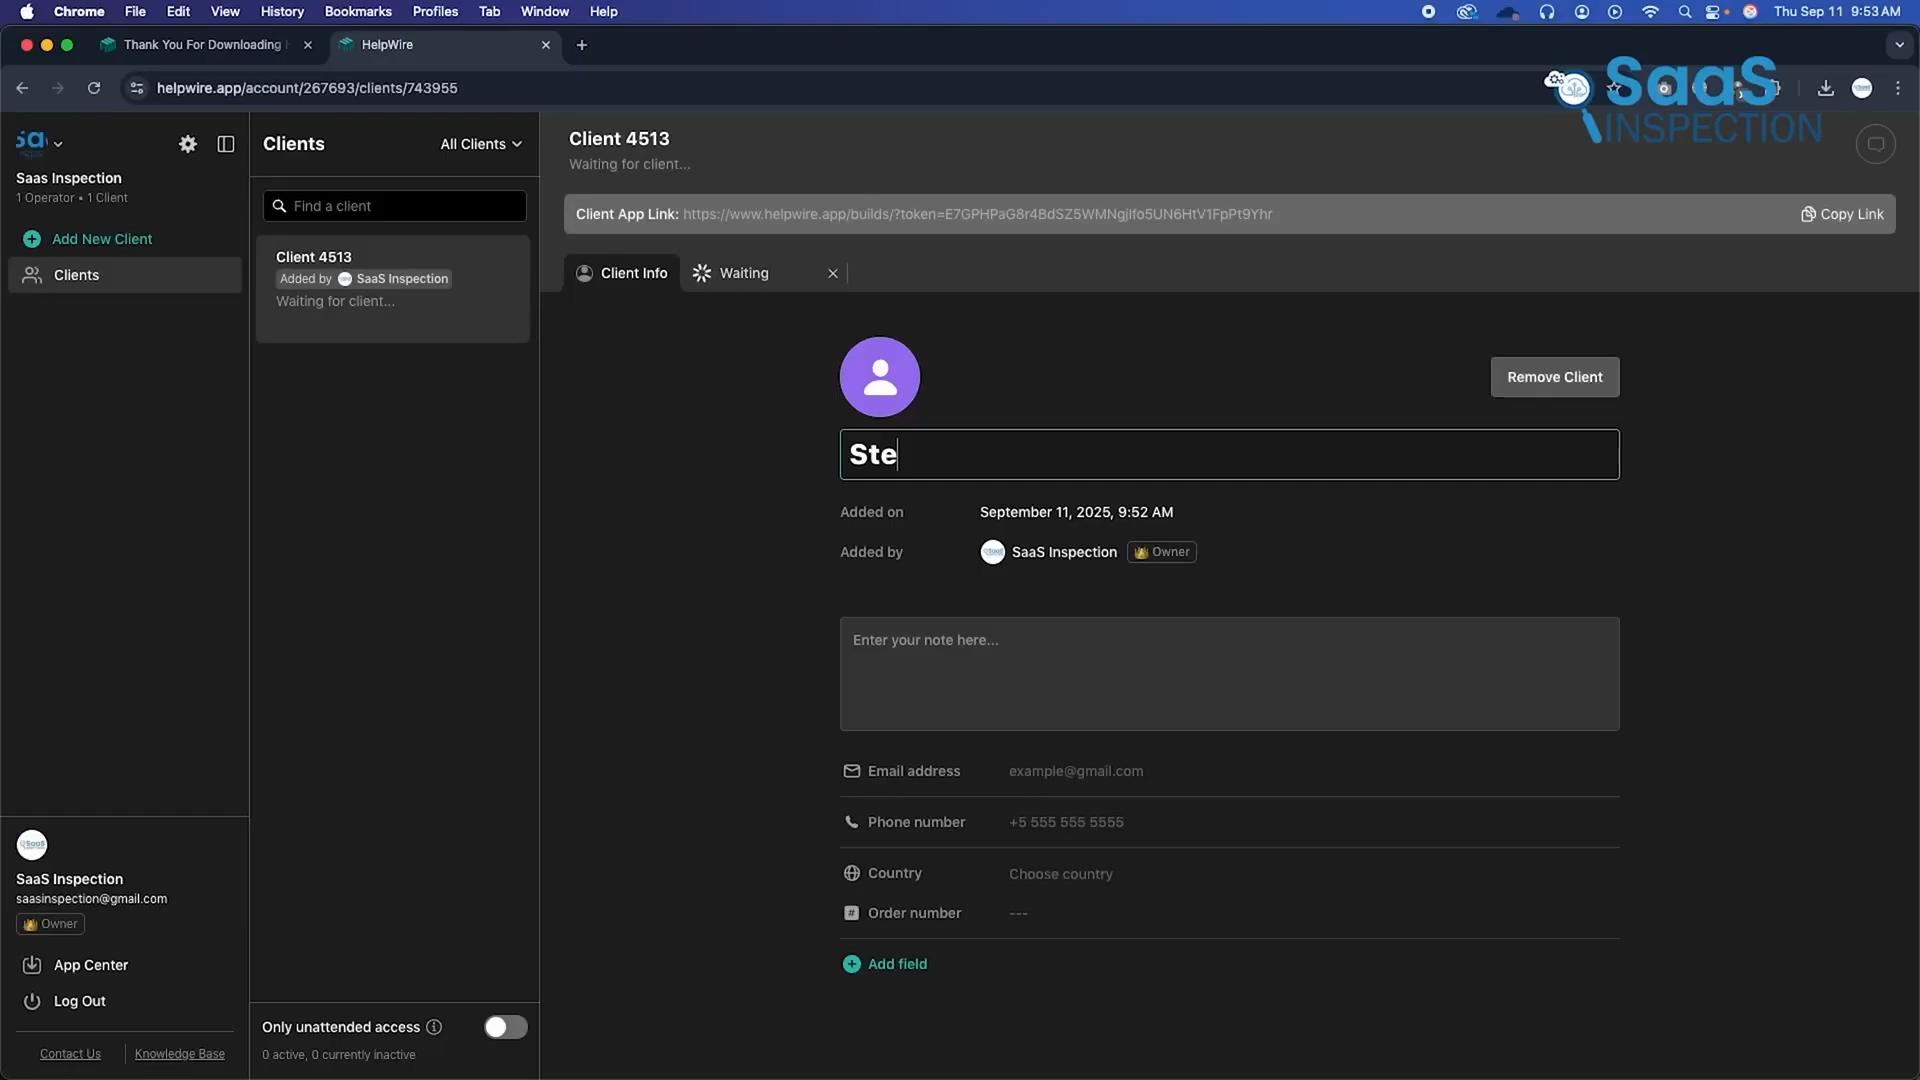 Chrome File Edit View History Bookmarks Profiles Tab Window Help Thu Sep 11 9:53 AM
Thank You For Downloading HelpWire
helpwire.app/account/267693/clients/743955
SaaS
INSPECTION
Saas Inspection
1 Operator • 1 Client
Add New Client
Clients
Clients All Clients
Find a client
Client 4513
Added by SaaS Inspection
Waiting for client...
Client 4513
Waiting for client...
Client App Link: https://www.helpwire.app/builds/?token=E7GPHPaG8r4BdSZ5WMNgjIfo5UN6HtV1FpPt9Yhr Copy Link
Client Info Waiting
Remove Client
Ste
Added on September 11, 2025, 9:52 AM
Added by SaaS Inspection Owner
Enter your note here...
Email address example@gmail.com
Phone number +5 555 555 5555
Country Choose country
# Order number ---
Add field
SaaS Inspection
saasinspection@gmail.com
Owner
App Center
Log Out
Contact Us Knowledge Base
Only unattended access
0 active, 0 currently inactive